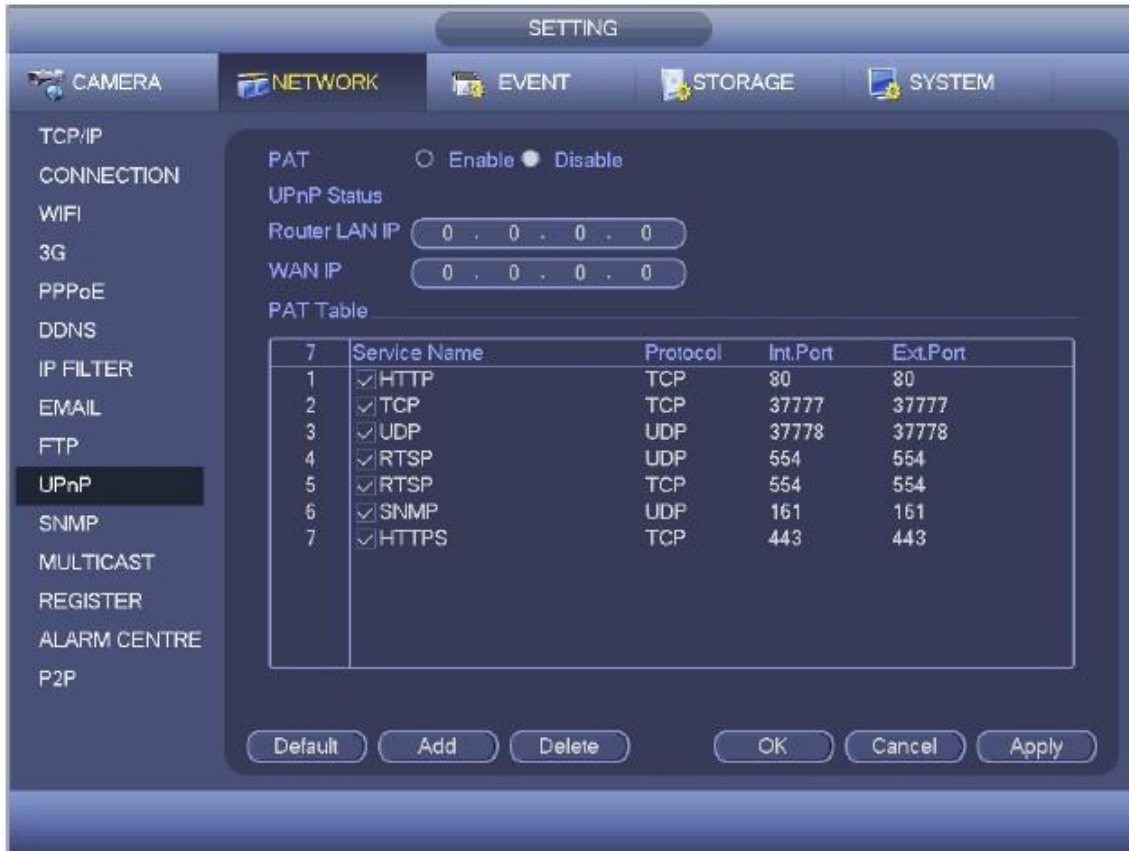 SETTING
CAMERA NETWORK EVENT STORAGE SYSTEM
TCP/IP
CONNECTION
WIFI
3G
PPPoE
DDNS
IP FILTER
EMAIL
FTP
UPnP
SNMP
MULTICAST
REGISTER
ALARM CENTRE
P2P
PAT Enable Disable
UPnP Status
Router LAN IP 0 . 0 . 0 . 0
WAN IP 0 . 0 . 0 . 0
PAT Table
7 Service Name Protocol Int.Port Ext.Port
1 HTTP TCP 80 80
2 TCP TCP 37777 37777
3 UDP UDP 37778 37778
4 RTSP UDP 554 554
5 RTSP TCP 554 554
6 SNMP UDP 161 161
7 HTTPS TCP 443 443
Default Add Delete OK Cancel Apply